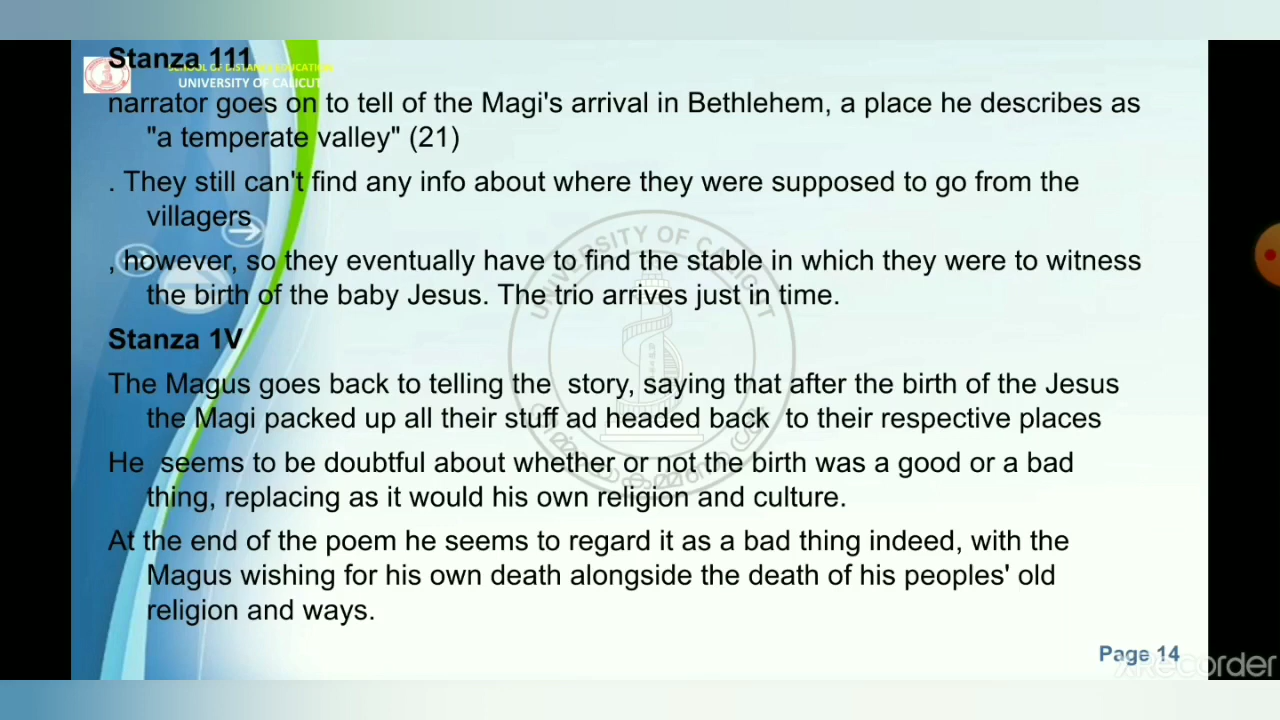 Stanza 111
SCHOOL OF DISTANCE EDUCATION
UNIVERSITY OF CALICUT
narrator goes on to tell of the Magi's arrival in Bethlehem, a place he describes as
"a temperate valley" (21)
. They still can't find any info about where they were supposed to go from the
villagers
, however, so they eventually have to find the stable in which they were to witness
the birth of the baby Jesus. The trio arrives just in time.
Stanza 1V
The Magus goes back to telling the story, saying that after the birth of the Jesus
the Magi packed up all their stuff ad headed back to their respective places
He seems to be doubtful about whether or not the birth was a good or a bad
thing, replacing as it would his own religion and culture.
At the end of the poem he seems to regard it as a bad thing indeed, with the
Magus wishing for his own death alongside the death of his peoples' old
religion and ways.
UNIVERSITY OF CALICUT
Page 14
XRecorder